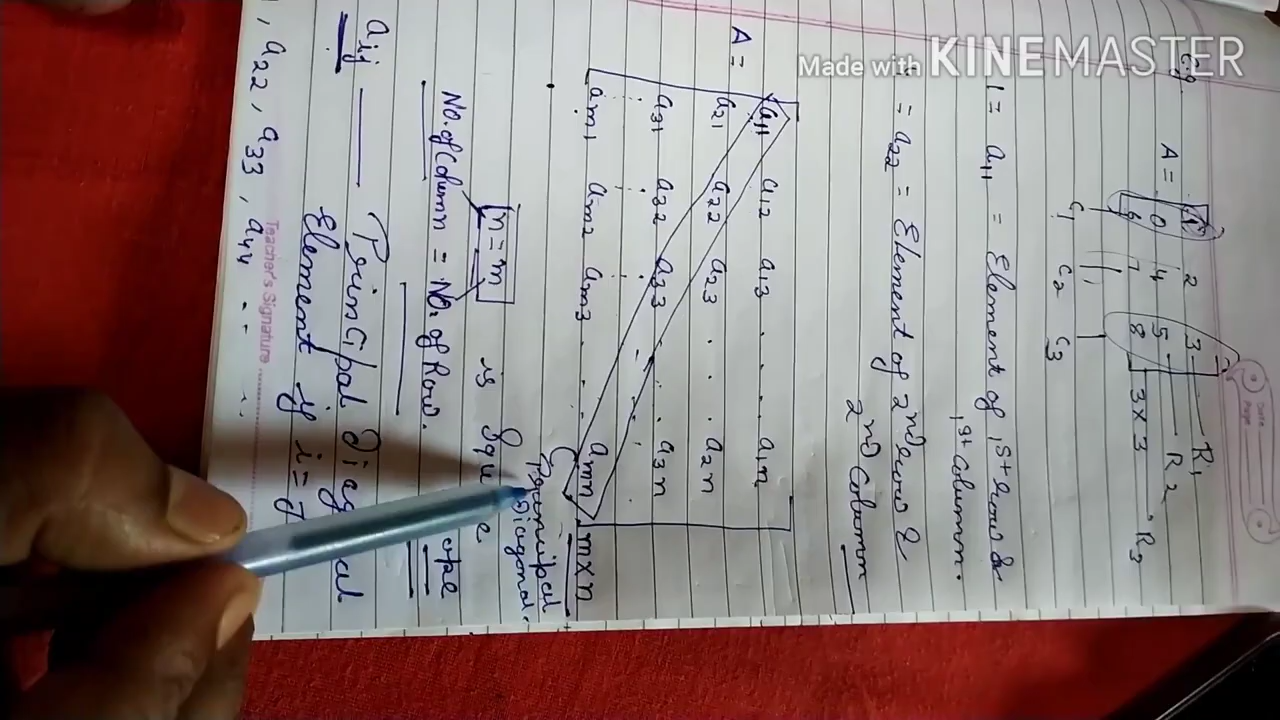 Made with KINEMASTER
Date
Page
e.g.
A = 1 2 3 — R1
0 4 5 — R2
6 7 8 — R3
3 x 3
C1 C2 C3
1 = a11 = Element of 1st row &
1st column.
= a22 = Element of 2nd row &
2nd column
A =
a11 a12 a13 . . . . a1n
a21 a22 a23 . . . a2n
a31 a32 a33 . . . a3n
am1 am2 am3 . . . amn m x n
Principal
Diagonal
n = m is
No. of Column = No. of Row.
aij — Principal
Element if i = j
, a22, a33, a44 - -
Teacher's Signature